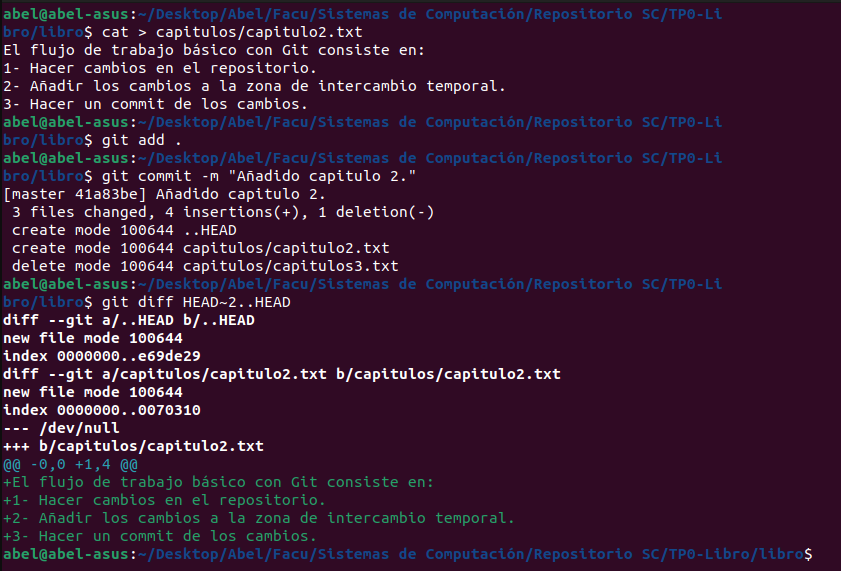 abel@abel-asus:~/Desktop/Abel/Facu/Sistemas de Computación/Repositorio SC/TP0-Li
bro/libro$ cat > capitulos/capitulo2.txt
El flujo de trabajo básico con Git consiste en:
1- Hacer cambios en el repositorio.
2- Añadir los cambios a la zona de intercambio temporal.
3- Hacer un commit de los cambios.
abel@abel-asus:~/Desktop/Abel/Facu/Sistemas de Computación/Repositorio SC/TP0-Li
bro/libro$ git add .
abel@abel-asus:~/Desktop/Abel/Facu/Sistemas de Computación/Repositorio SC/TP0-Li
bro/libro$ git commit -m "Añadido capitulo 2."
[master 41a83be] Añadido capitulo 2.
 3 files changed, 4 insertions(+), 1 deletion(-)
 create mode 100644 ..HEAD
 create mode 100644 capitulos/capitulo2.txt
 delete mode 100644 capitulos/capitulos3.txt
abel@abel-asus:~/Desktop/Abel/Facu/Sistemas de Computación/Repositorio SC/TP0-Li
bro/libro$ git diff HEAD~2..HEAD
diff --git a/..HEAD b/..HEAD
new file mode 100644
index 0000000..e69de29
diff --git a/capitulos/capitulo2.txt b/capitulos/capitulo2.txt
new file mode 100644
index 0000000..0070310
--- /dev/null
+++ b/capitulos/capitulo2.txt
@@ -0,0 +1,4 @@
+El flujo de trabajo básico con Git consiste en:
+1- Hacer cambios en el repositorio.
+2- Añadir los cambios a la zona de intercambio temporal.
+3- Hacer un commit de los cambios.
abel@abel-asus:~/Desktop/Abel/Facu/Sistemas de Computación/Repositorio SC/TP0-Libro/libro$